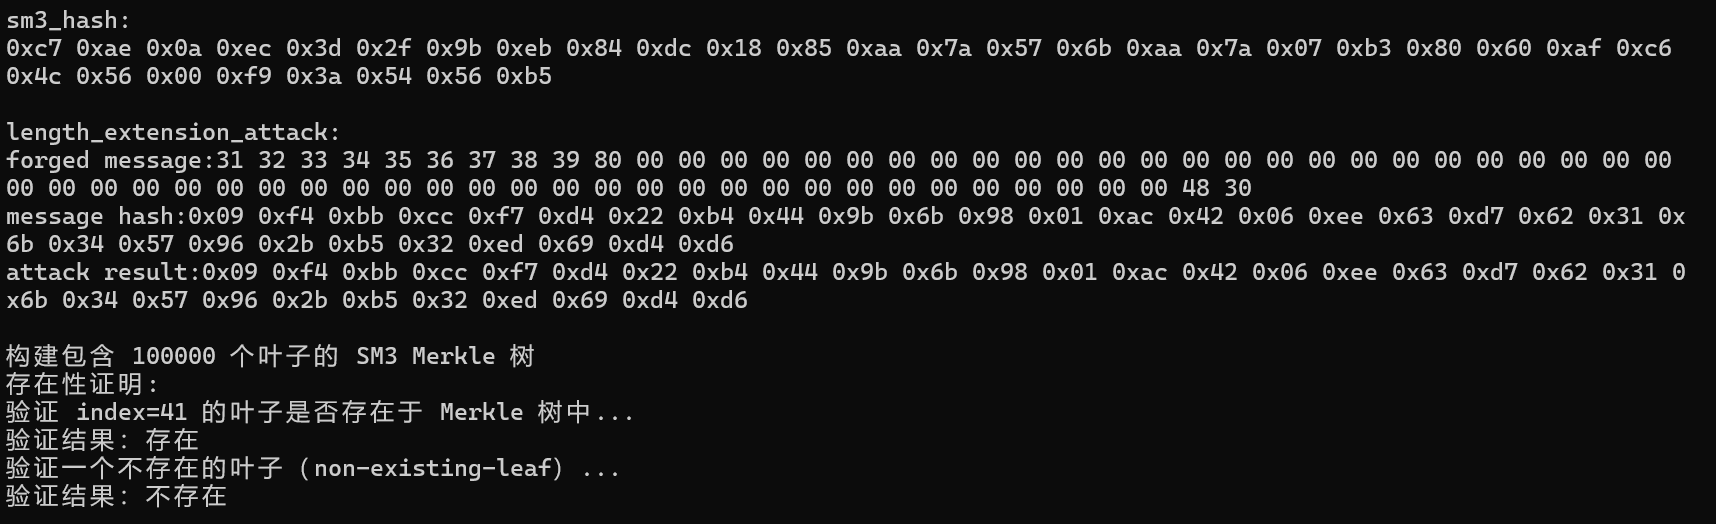 sm3_hash:
0xc7 0xae 0x0a 0xec 0x3d 0x2f 0x9b 0xeb 0x84 0xdc 0x18 0x85 0xaa 0x7a 0x57 0x6b 0xaa 0x7a 0x07 0xb3 0x80 0x60 0xaf 0xc6
0x4c 0x56 0x00 0xf9 0x3a 0x54 0x56 0xb5
length_extension_attack:
forged message:31 32 33 34 35 36 37 38 39 80 00 00 00 00 00 00 00 00 00 00 00 00 00 00 00 00 00 00 00 00 00 00 00 00 00
00 00 00 00 00 00 00 00 00 00 00 00 00 00 00 00 00 00 00 00 00 00 00 00 00 00 00 00 48 30
message hash:0x09 0xf4 0xbb 0xcc 0xf7 0xd4 0x22 0xb4 0x44 0x9b 0x6b 0x98 0x01 0xac 0x42 0x06 0xee 0x63 0xd7 0x62 0x31 0x
6b 0x34 0x57 0x96 0x2b 0xb5 0x32 0xed 0x69 0xd4 0xd6
attack result:0x09 0xf4 0xbb 0xcc 0xf7 0xd4 0x22 0xb4 0x44 0x9b 0x6b 0x98 0x01 0xac 0x42 0x06 0xee 0x63 0xd7 0x62 0x31 0
x6b 0x34 0x57 0x96 0x2b 0xb5 0x32 0xed 0x69 0xd4 0xd6
构建包含 100000 个叶子的 SM3 Merkle 树
存在性证明:
验证 index=41 的叶子是否存在于 Merkle 树中...
验证结果: 存在
验证一个不存在的叶子（non-existing-leaf）...
验证结果: 不存在